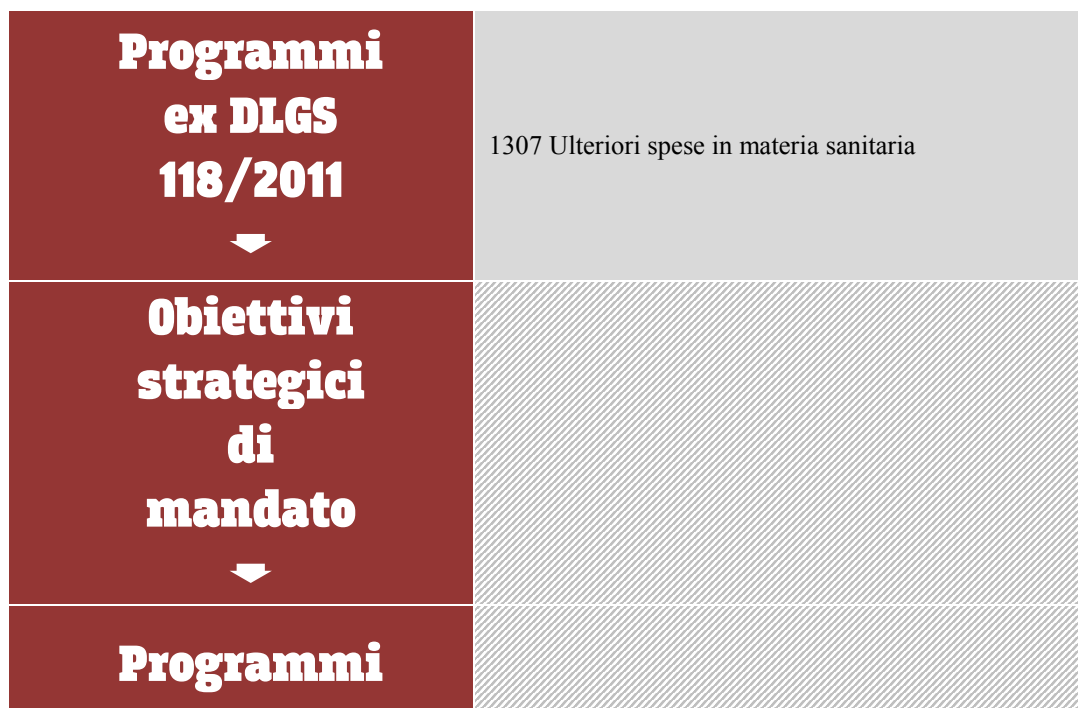 Programmi
ex DLGS
118/2011
1307 Ulteriori spese in materia sanitaria
Obiettivi
strategici
di
mandato
Programmi